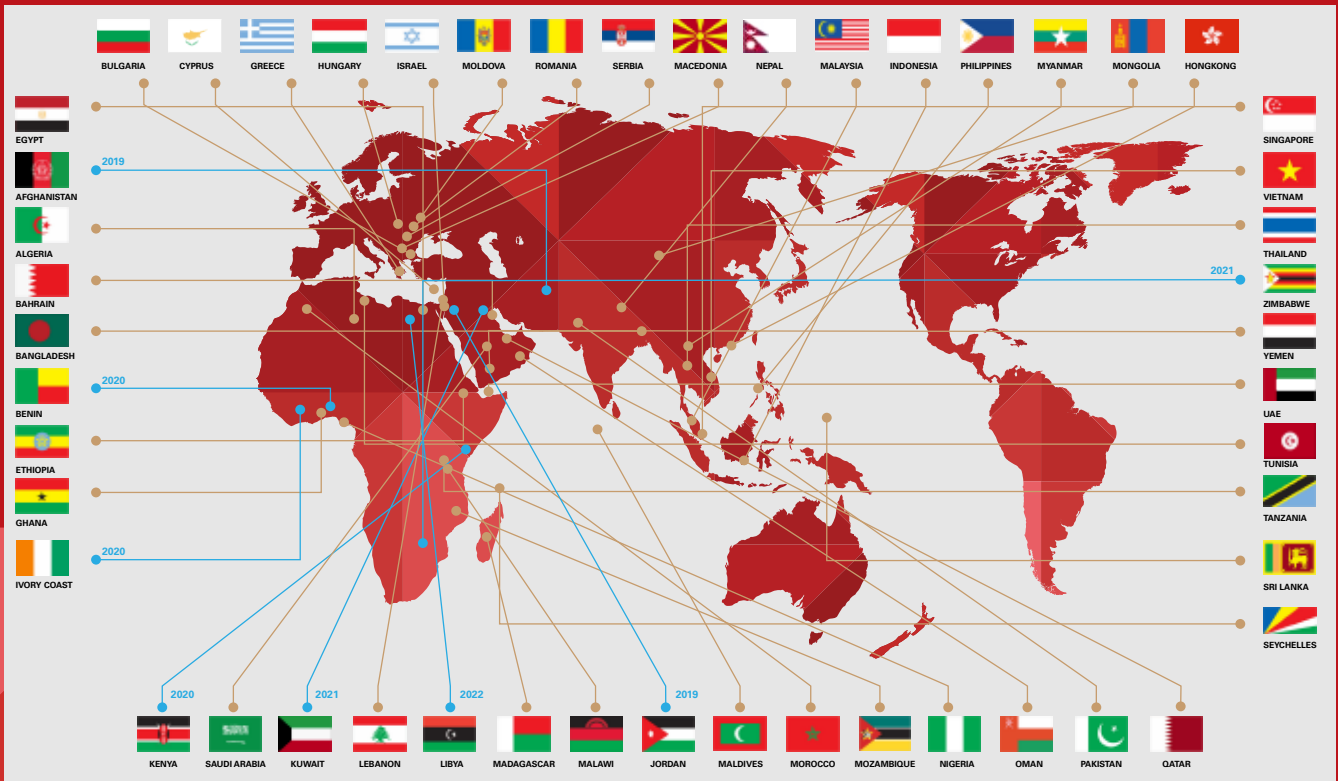 BULGARIA
CYPRUS
GREECE
HUNGARY
ISRAEL
MOLDOVA
ROMANIA
SERBIA
MACEDONIA
NEPAL
MALAYSIA
INDONESIA
PHILIPPINES
MYANMAR
MONGOLIA
HONGKONG
EGYPT
2019
AFGHANISTAN
ALGERIA
BAHRAIN
BANGLADESH
2020
BENIN
ETHIOPIA
GHANA
2020
IVORY COAST
SINGAPORE
VIETNAM
THAILAND
2021
ZIMBABWE
YEMEN
UAE
TUNISIA
TANZANIA
SRI LANKA
SEYCHELLES
2020
2021
2022
2019
KENYA
SAUDI ARABIA
KUWAIT
LEBANON
LIBYA
MADAGASCAR
MALAWI
JORDAN
MALDIVES
MOROCCO
MOZAMBIQUE
NIGERIA
OMAN
PAKISTAN
QATAR